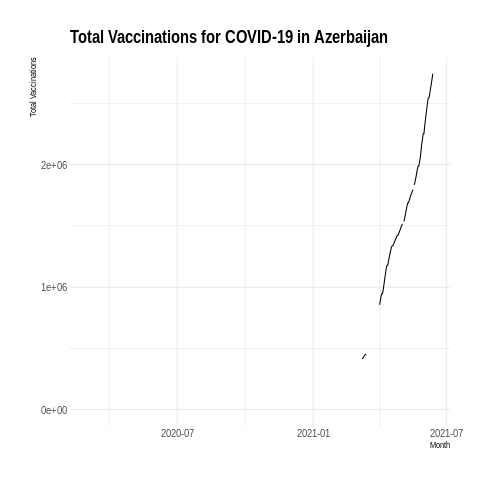 Total Vaccinations for COVID-19 in Azerbaijan
Total Vaccinations
2e+06
1e+06
0e+00
2020-07
2021-01
2021-07
Month